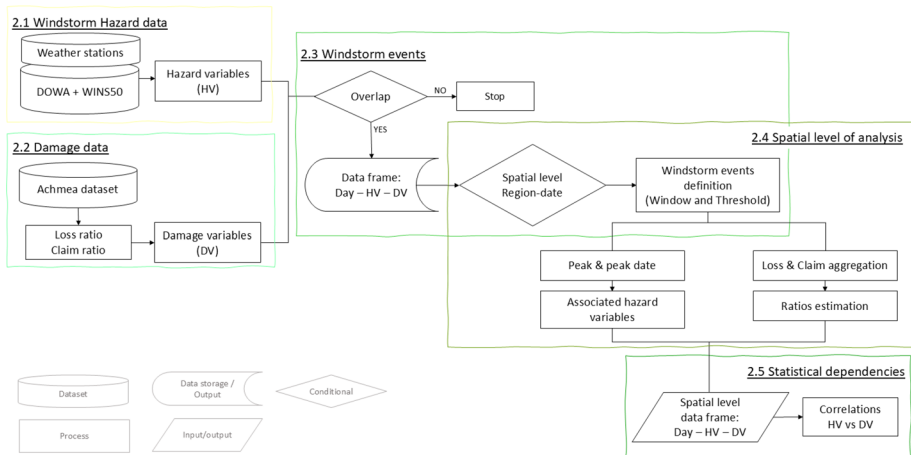 2.1 Windstorm Hazard data
Weather stations
DOWA + WINS50
Hazard variables
(HV)
2.2 Damage data
Achmea dataset
Loss ratio
Claim ratio
Damage variables
(DV)
2.3 Windstorm events
Overlap
NO
Stop
YES
Data frame:
Day – HV – DV
2.4 Spatial level of analysis
Spatial level
Region-date
Windstorm events
definition
(Window and Threshold)
Peak & peak date
Loss & Claim aggregation
Associated hazard
variables
Ratios estimation
2.5 Statistical dependencies
Spatial level
data frame:
Day – HV – DV
Correlations
HV vs DV
Dataset
Data storage /
Output
Conditional
Process
Input/output